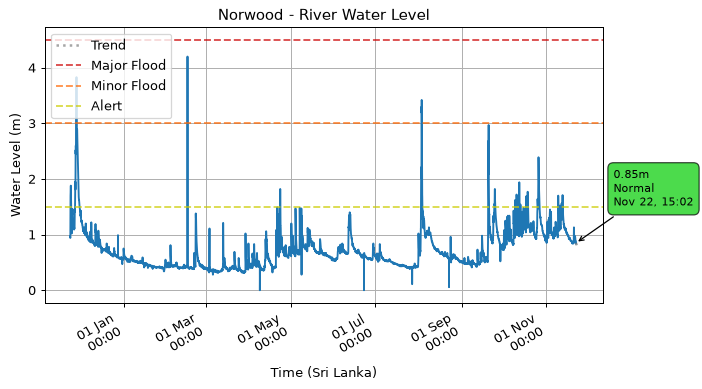 Norwood - River Water Level
Trend
Major Flood
Minor Flood
Alert
Water Level (m)
4
3
2
1
0
0.85m
Normal
Nov 22, 15:02
01 Jan
00:00
01 Mar
00:00
01 May
00:00
01 Jul
00:00
01 Sep
00:00
01 Nov
00:00
Time (Sri Lanka)